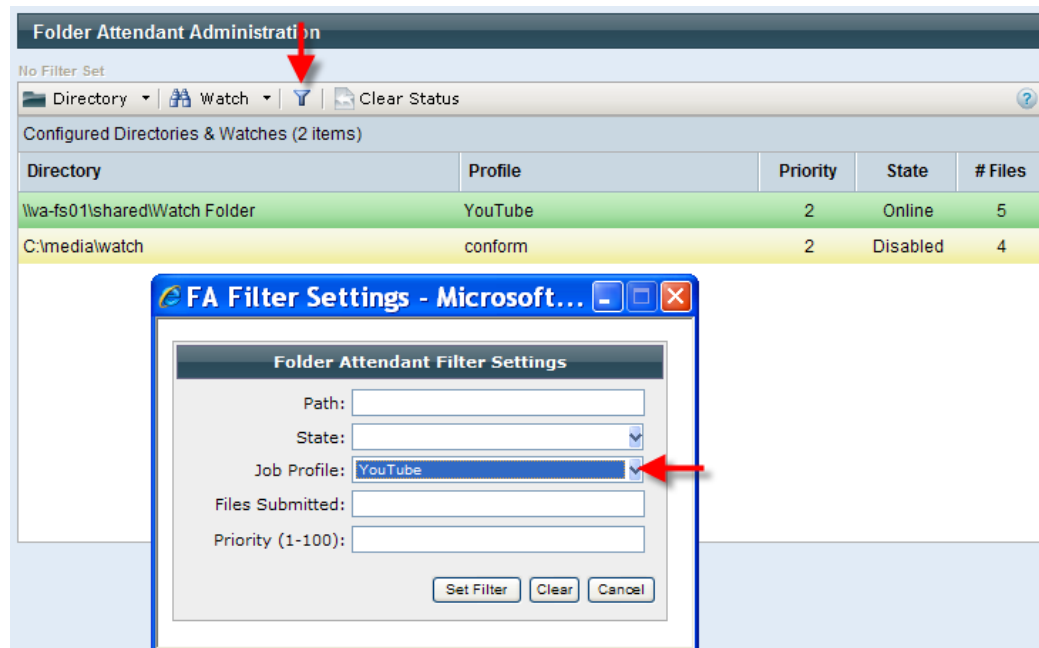 Folder Attendant Administration
No Filter Set
Directory Watch Clear Status ?
Configured Directories & Watches (2 items)
Directory Profile Priority State # Files
\\wa-fs01\shared\Watch Folder YouTube 2 Online 5
C:\media\watch conform 2 Disabled 4
FA Filter Settings - Microsoft...
Folder Attendant Filter Settings
Path:
State:
Job Profile: YouTube
Files Submitted:
Priority (1-100):
Set Filter Clear Cancel